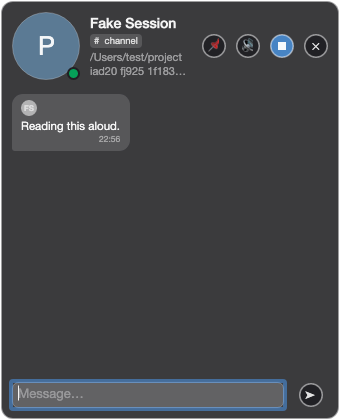 P
Fake Session
# channel
/Users/test/project
iad20 fj925 1f183…
FS
Reading this aloud.
22:56
Message…